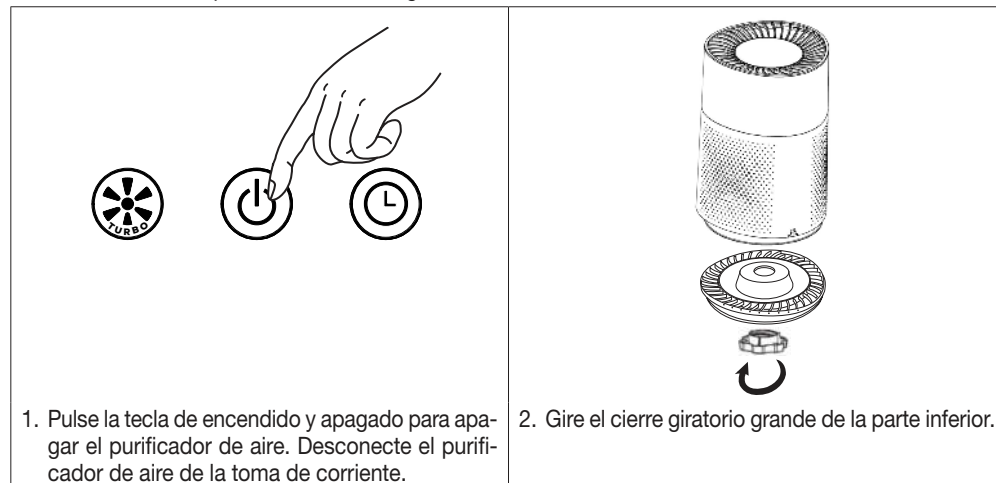 TURBO
1. Pulse la tecla de encendido y apagado para apa-
gar el purificador de aire. Desconecte el purifi-
cador de aire de la toma de corriente.
2. Gire el cierre giratorio grande de la parte inferior.